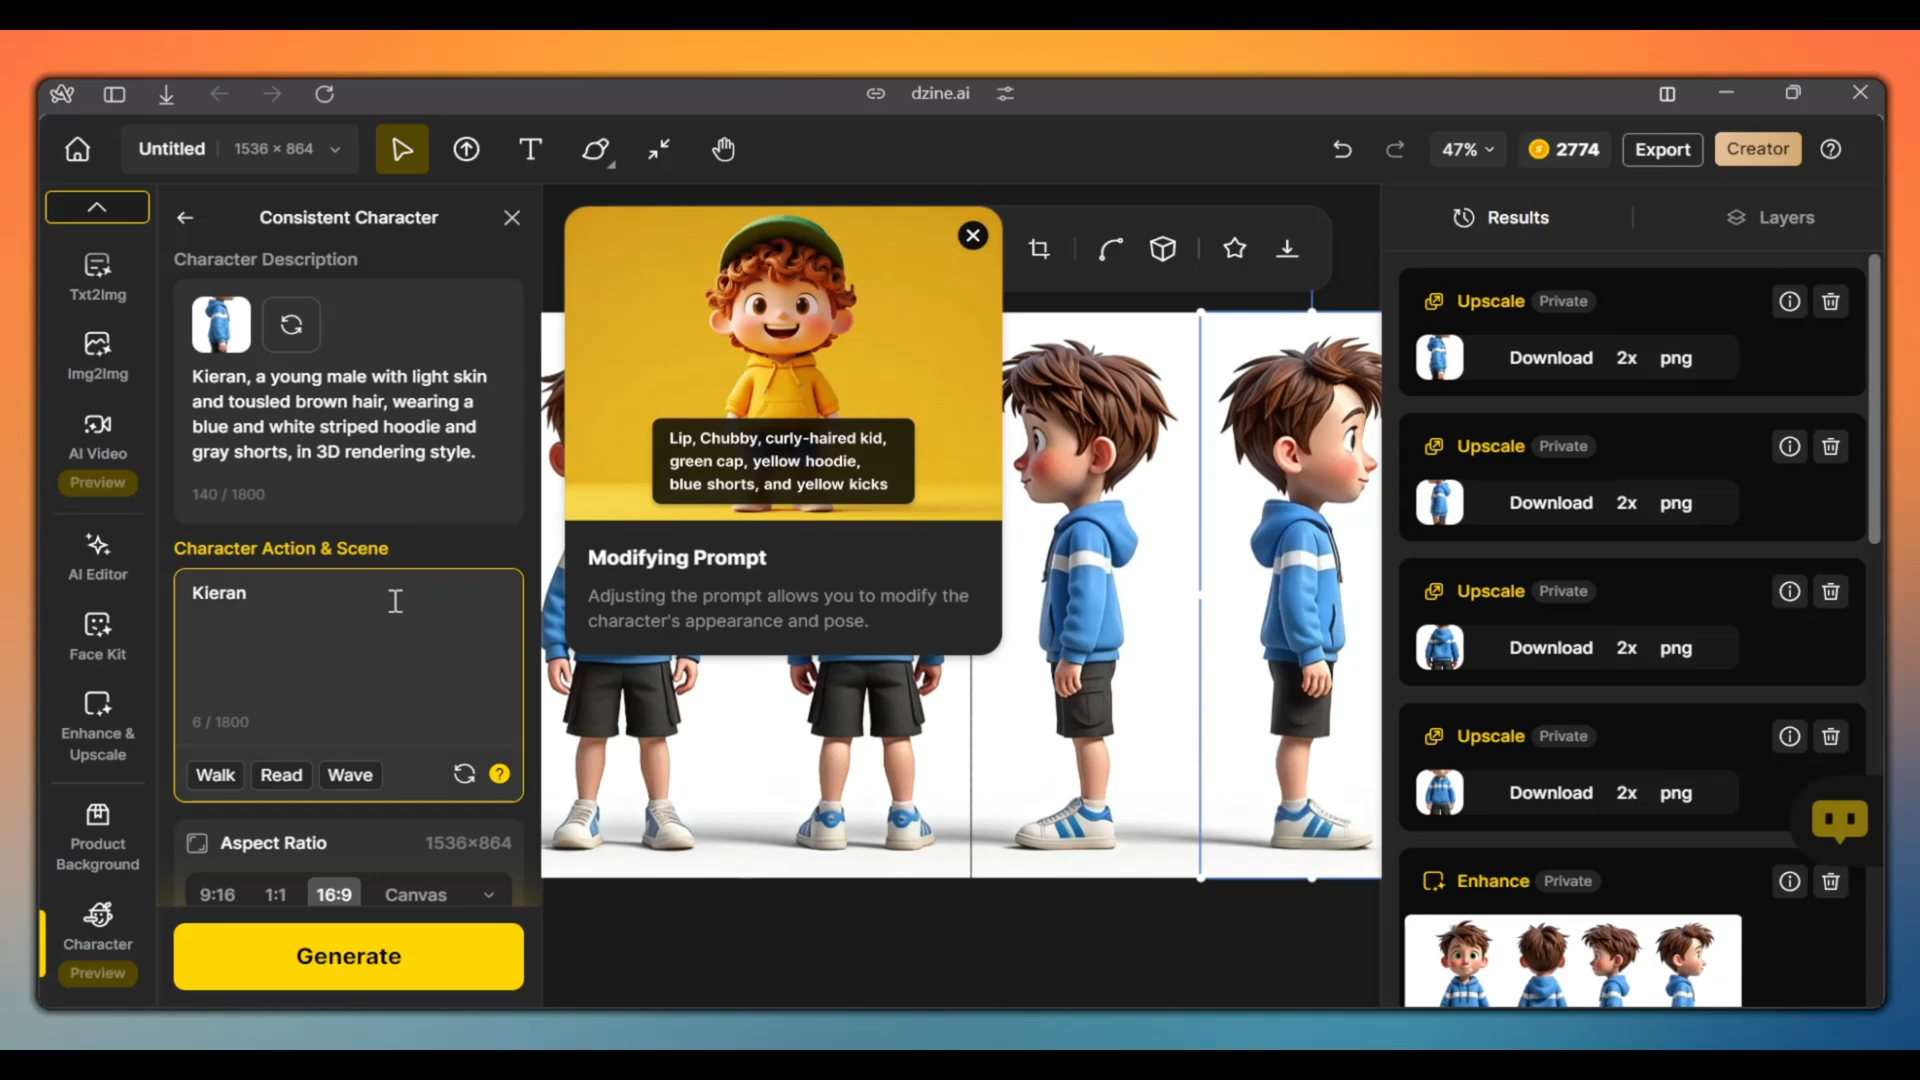 dzine.ai
Untitled
1536 × 864
47%
2774
Export
Creator
Consistent Character
Character Description
Kieran, a young male with light skin
and tousled brown hair, wearing a
blue and white striped hoodie and
gray shorts, in 3D rendering style.
140 / 1800
Character Action & Scene
Kieran
6 / 1800
Walk
Read
Wave
?
Aspect Ratio
1536×864
9:16
1:1
16:9
Canvas
Generate
Txt2Img
Img2Img
AI Video
Preview
AI Editor
Face Kit
Enhance &
Upscale
Product
Background
Character
Preview
Lip, Chubby, curly-haired kid,
green cap, yellow hoodie,
blue shorts, and yellow kicks
Modifying Prompt
Adjusting the prompt allows you to modify the
character's appearance and pose.
Results
Layers
Upscale Private
Download 2x png
Upscale Private
Download 2x png
Upscale Private
Download 2x png
Upscale Private
Download 2x png
Enhance Private